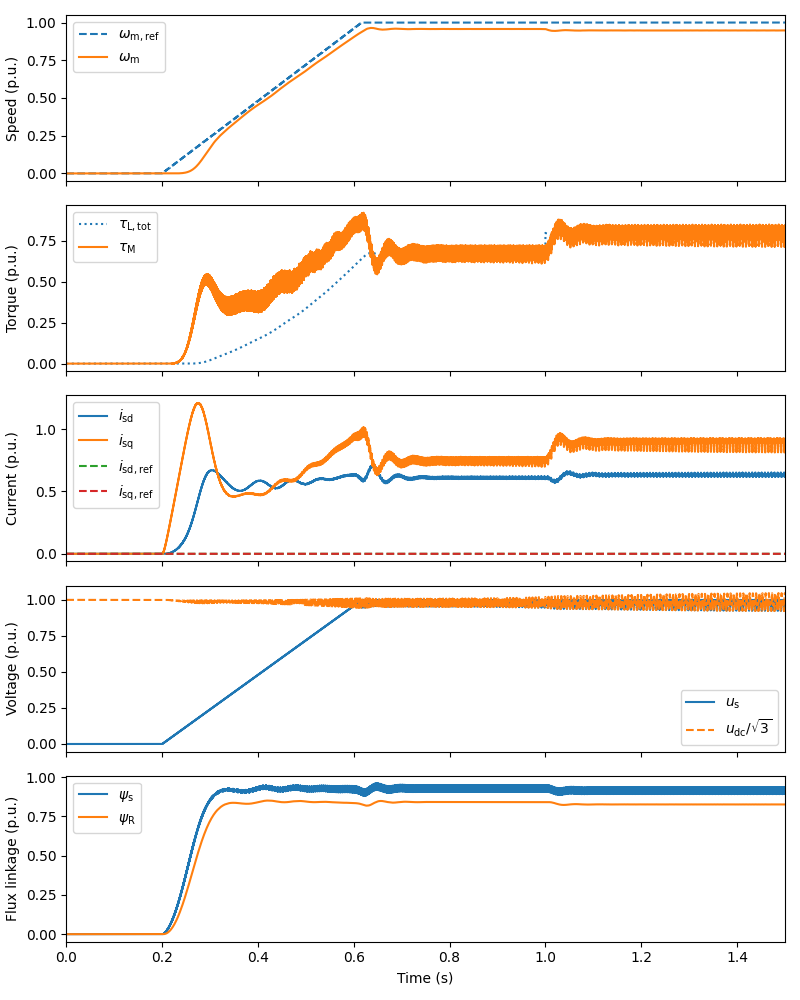 1.00
0.75
0.50
0.25
0.00
Speed (p.u.)
ω_m, ref
ω_m
0.75
0.50
0.25
0.00
Torque (p.u.)
τ_L, tot
τ_M
1.0
0.5
0.0
Current (p.u.)
i_sd
i_sq
i_sd, ref
i_sq, ref
1.00
0.75
0.50
0.25
0.00
Voltage (p.u.)
u_s
u_dc/√3
1.00
0.75
0.50
0.25
0.00
Flux linkage (p.u.)
ψ_s
ψ_R
0.0 0.2 0.4 0.6 0.8 1.0 1.2 1.4
Time (s)